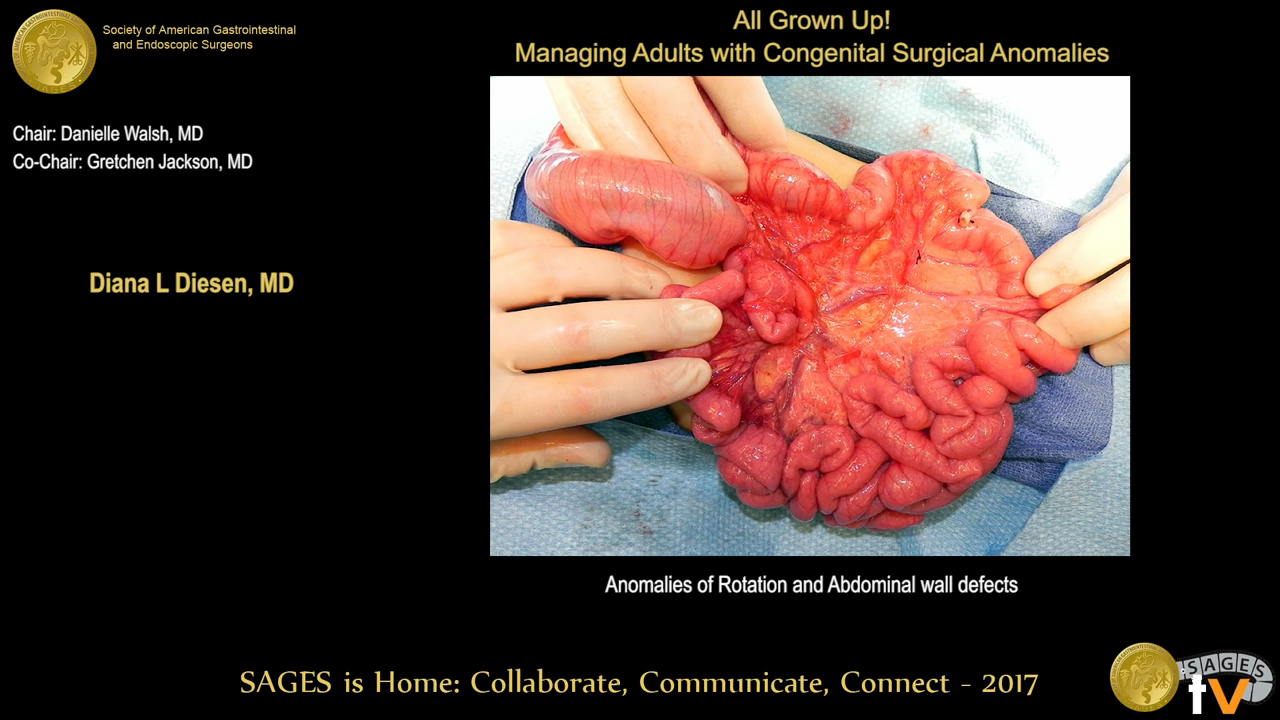 Society of American Gastrointestinal
and Endoscopic Surgeons
All Grown Up!
Managing Adults with Congenital Surgical Anomalies
Chair: Danielle Walsh, MD
Co-Chair: Gretchen Jackson, MD
Diana L Diesen, MD
Anomalies of Rotation and Abdominal wall defects
SAGES is Home: Collaborate, Communicate, Connect - 2017
SAGES
tv